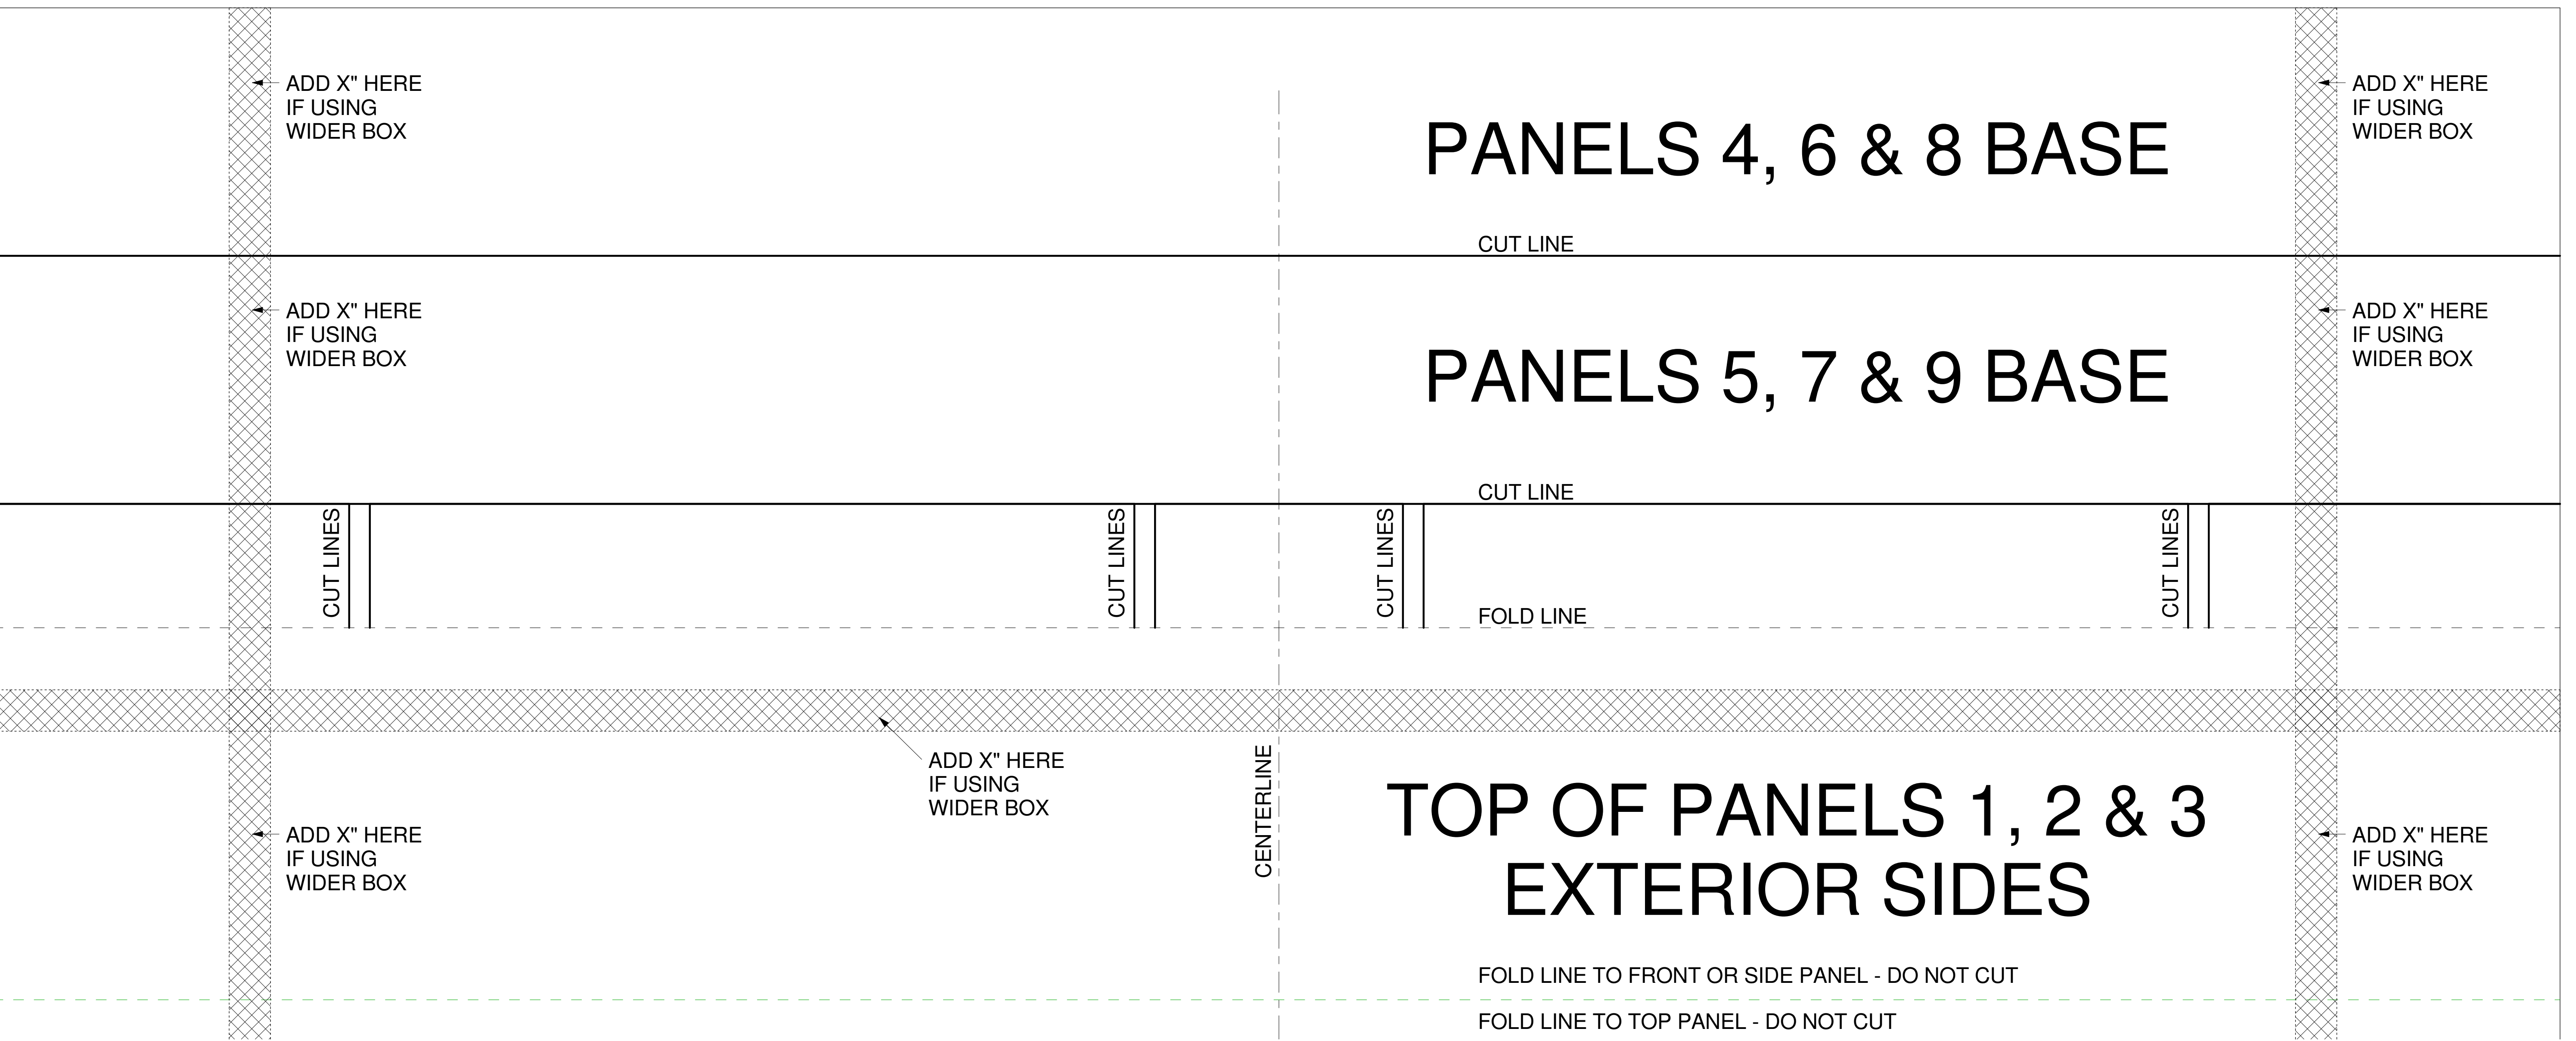 ADD X" HERE
IF USING
WIDER BOX
PANELS 4, 6 & 8 BASE
ADD X" HERE
IF USING
WIDER BOX
CUT LINE
ADD X" HERE
IF USING
WIDER BOX
PANELS 5, 7 & 9 BASE
ADD X" HERE
IF USING
WIDER BOX
CUT LINE
CUT LINES
CUT LINES
CUT LINES
CUT LINES
FOLD LINE
ADD X" HERE
IF USING
WIDER BOX
CENTERLINE
TOP OF PANELS 1, 2 & 3
EXTERIOR SIDES
ADD X" HERE
IF USING
WIDER BOX
ADD X" HERE
IF USING
WIDER BOX
FOLD LINE TO FRONT OR SIDE PANEL - DO NOT CUT
FOLD LINE TO TOP PANEL - DO NOT CUT